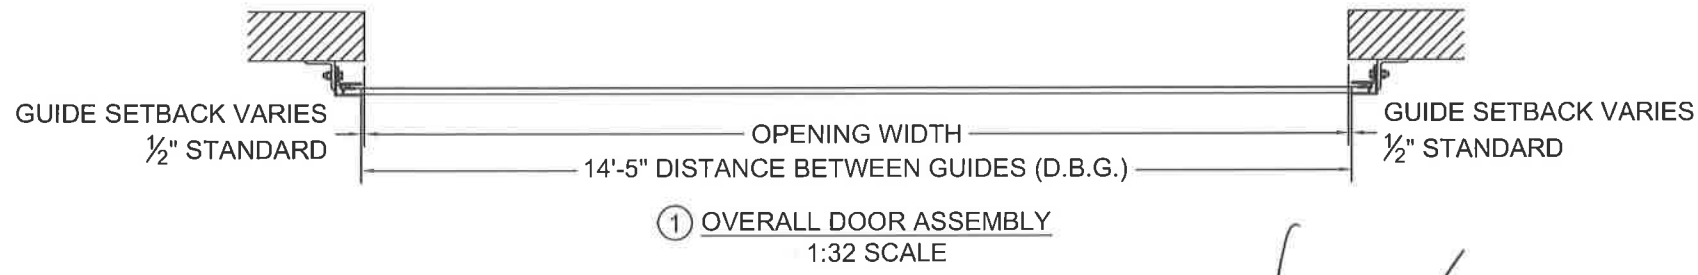 GUIDE SETBACK VARIES
½" STANDARD
OPENING WIDTH
14'-5" DISTANCE BETWEEN GUIDES (D.B.G.)
GUIDE SETBACK VARIES
½" STANDARD
1 OVERALL DOOR ASSEMBLY
1:32 SCALE